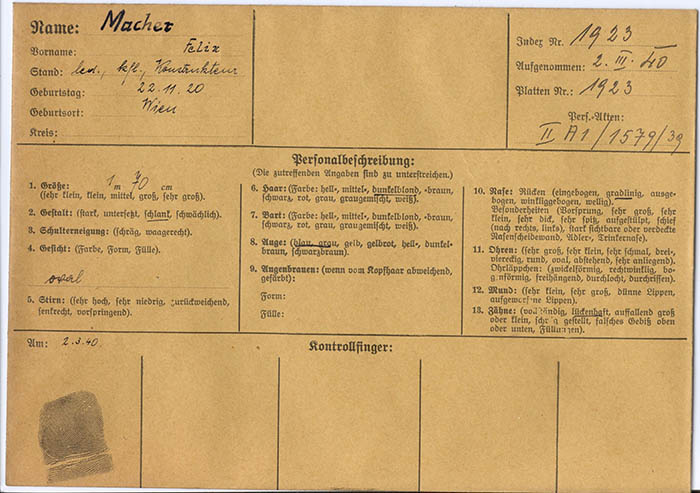 Name: Macher
Vorname: Felix
Stand: led., kfl., Konstrukteur
Geburtstag: 22.11.20
Geburtsort: Wien
Kreis:
Index Nr. 1923
Aufgenommen: 2. III. 40
Platten Nr.: 1923
Pers.-Akten:
II A1/1579/39
Personalbeschreibung:
(Die zutreffenden Angaben sind zu unterstreichen.)
1. Größe: 1 m 70 cm
(sehr klein, klein, mittel, groß, sehr groß).
2. Gestalt: (stark, untersetzt, schlank, schwächlich).
3. Schulterneigung: (schräg, waagerecht).
4. Gesicht: (Farbe, Form, Fülle).
oval
5. Stirn: (sehr hoch, sehr niedrig, zurückweichend,
senkrecht, vorspringend).
6. Haar: (Farbe: hell-, mittel-, dunkelblond, -braun,
schwarz, rot, grau, graugemischt, weiß).
7. Bart: (Farbe: hell-, mittel-, dunkelblond, -braun,
schwarz, rot, grau, graugemischt, weiß).
8. Auge: (blau, grau, gelb, gelbrot, hell-, dunkel-
braun, schwarzbraun).
9. Augenbrauen: (wenn vom Kopfhaar abweichend,
gefärbt):
Form:
Fülle:
10. Nase: Rücken (eingebogen, gradlinig, ausge-
bogen, winkliggebogen, wellig).
Besonderheiten (Vorsprung, sehr groß, sehr
klein, sehr dick, sehr spitz, aufgestülpt, schief
(nach rechts, links), stark sichtbare oder verdeckte
Nasenscheidewand, Adler-, Trinkernase).
11. Ohren: (sehr groß, sehr klein, sehr schmal, drei-,
viereckig, rund, oval, abstehend, sehr anliegend).
Ohrläppchen: (zwickelförmig, rechtwinklig, bo-
gnförmig, freihängend, durchlocht, durchrissen).
12. Mund: (sehr klein, sehr groß, dünne Lippen,
aufgeworfene Lippen).
13. Zähne: (vollständig, lückenhaft, auffallend groß
oder klein, schräg gestellt, falsches Gebiß oben
oder unten, Füllungen).
Am: 2.3.40.
Kontrollfinger: